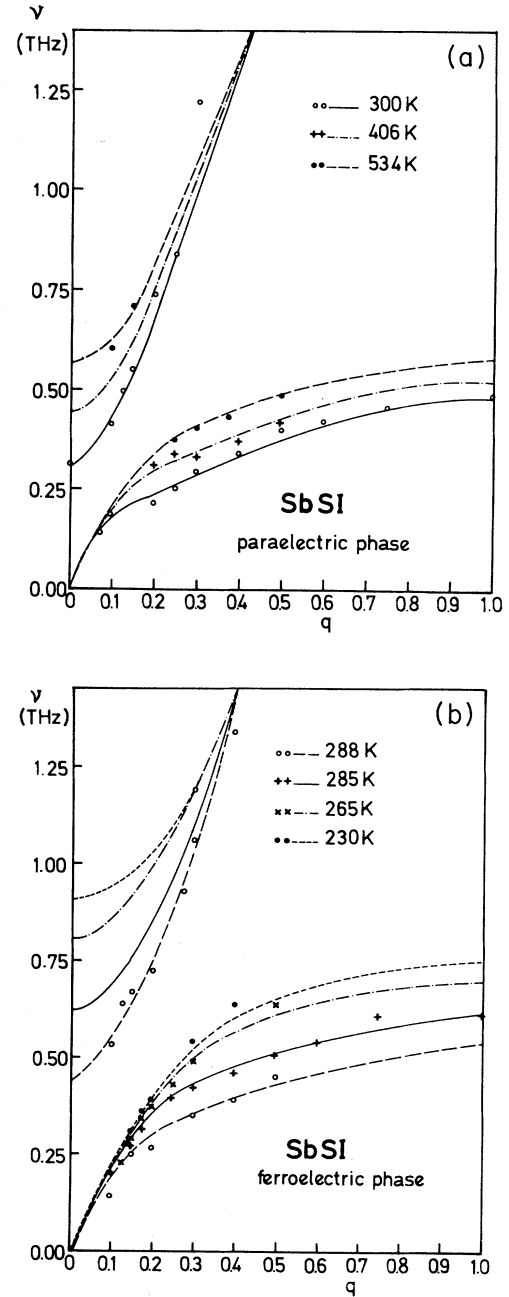 ν
(THz)
(a)
1.25
300 K
406 K
534 K
1.00
0.75
0.50
0.25
SbSI
paraelectric phase
0.00
0 0.1 0.2 0.3 0.4 0.5 0.6 0.7 0.8 0.9 1.0
q
ν
(THz)
(b)
1.25
288 K
285 K
265 K
230 K
1.00
0.75
0.50
0.25
SbSI
ferroelectric phase
0.00
0 0.1 0.2 0.3 0.4 0.5 0.6 0.7 0.8 0.9 1.0
q